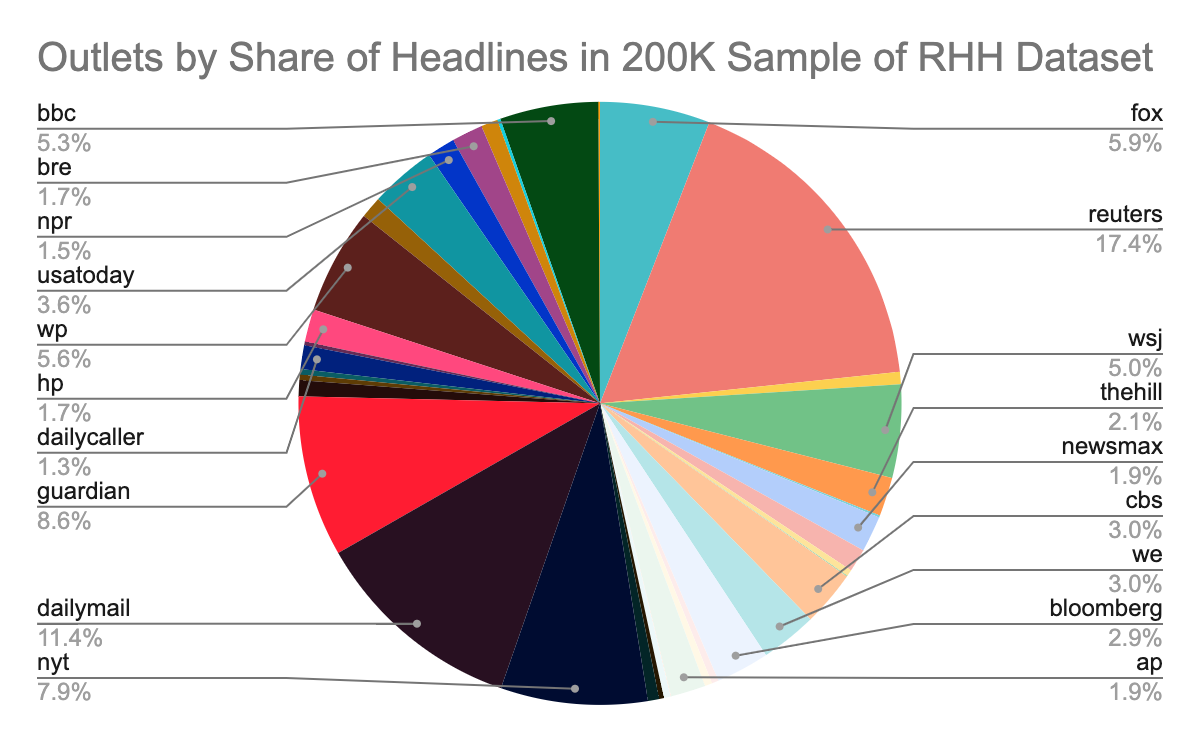 Outlets by Share of Headlines in 200K Sample of RHH Dataset
bbc
5.3%
bre
1.7%
npr
1.5%
usatoday
3.6%
wp
5.6%
hp
1.7%
dailycaller
1.3%
guardian
8.6%
dailymail
11.4%
nyt
7.9%
fox
5.9%
reuters
17.4%
wsj
5.0%
thehill
2.1%
newsmax
1.9%
cbs
3.0%
we
3.0%
bloomberg
2.9%
ap
1.9%